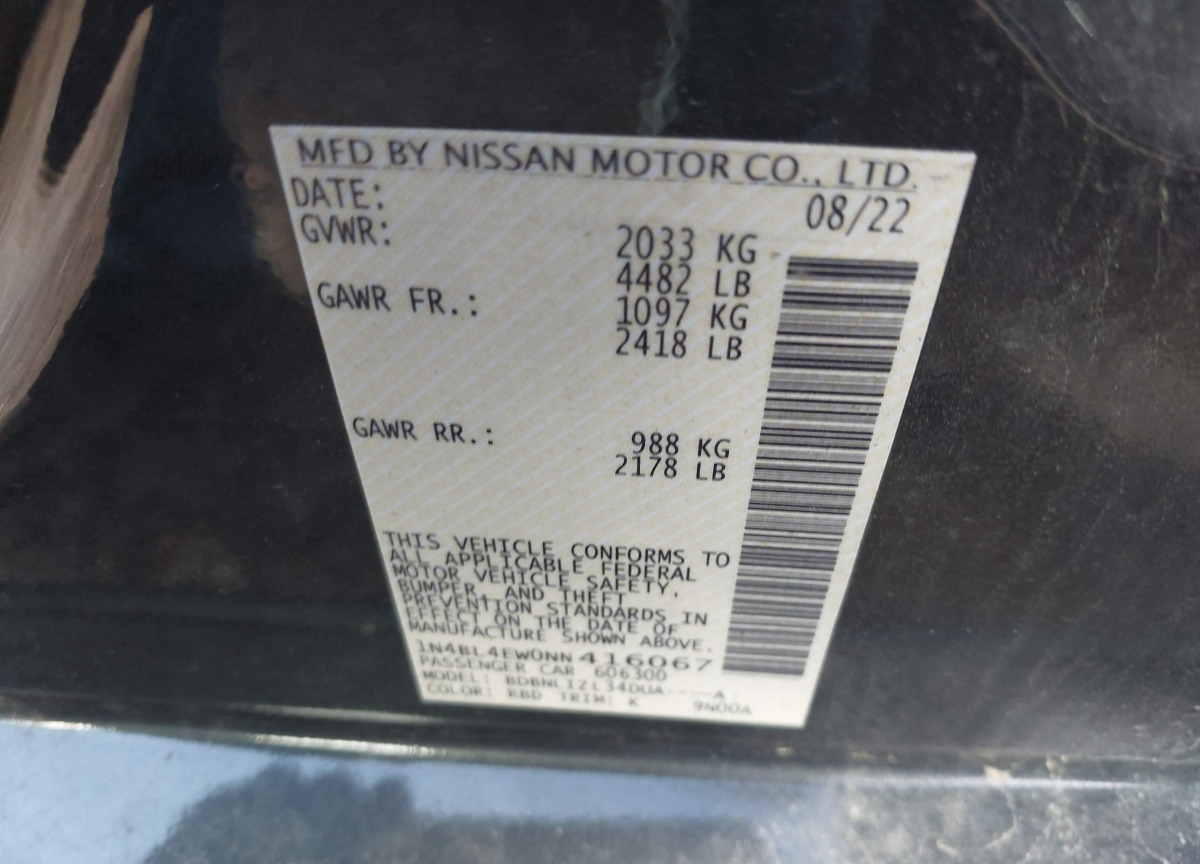 MFD BY NISSAN MOTOR CO., LTD.
DATE: 08/22
GVWR: 2033 KG
4482 LB
GAWR FR.: 1097 KG
2418 LB
GAWR RR.: 988 KG
2178 LB
THIS VEHICLE CONFORMS TO
ALL APPLICABLE FEDERAL
MOTOR VEHICLE SAFETY,
BUMPER, AND THEFT
PREVENTION STANDARDS IN
EFFECT ON THE DATE OF
MANUFACTURE SHOWN ABOVE.
1N4BL4EW0NN416067
PASSENGER CAR 606300
MODEL: BDBNLIZL34DUA----A
COLOR: RBD TRIM: K 9N00A